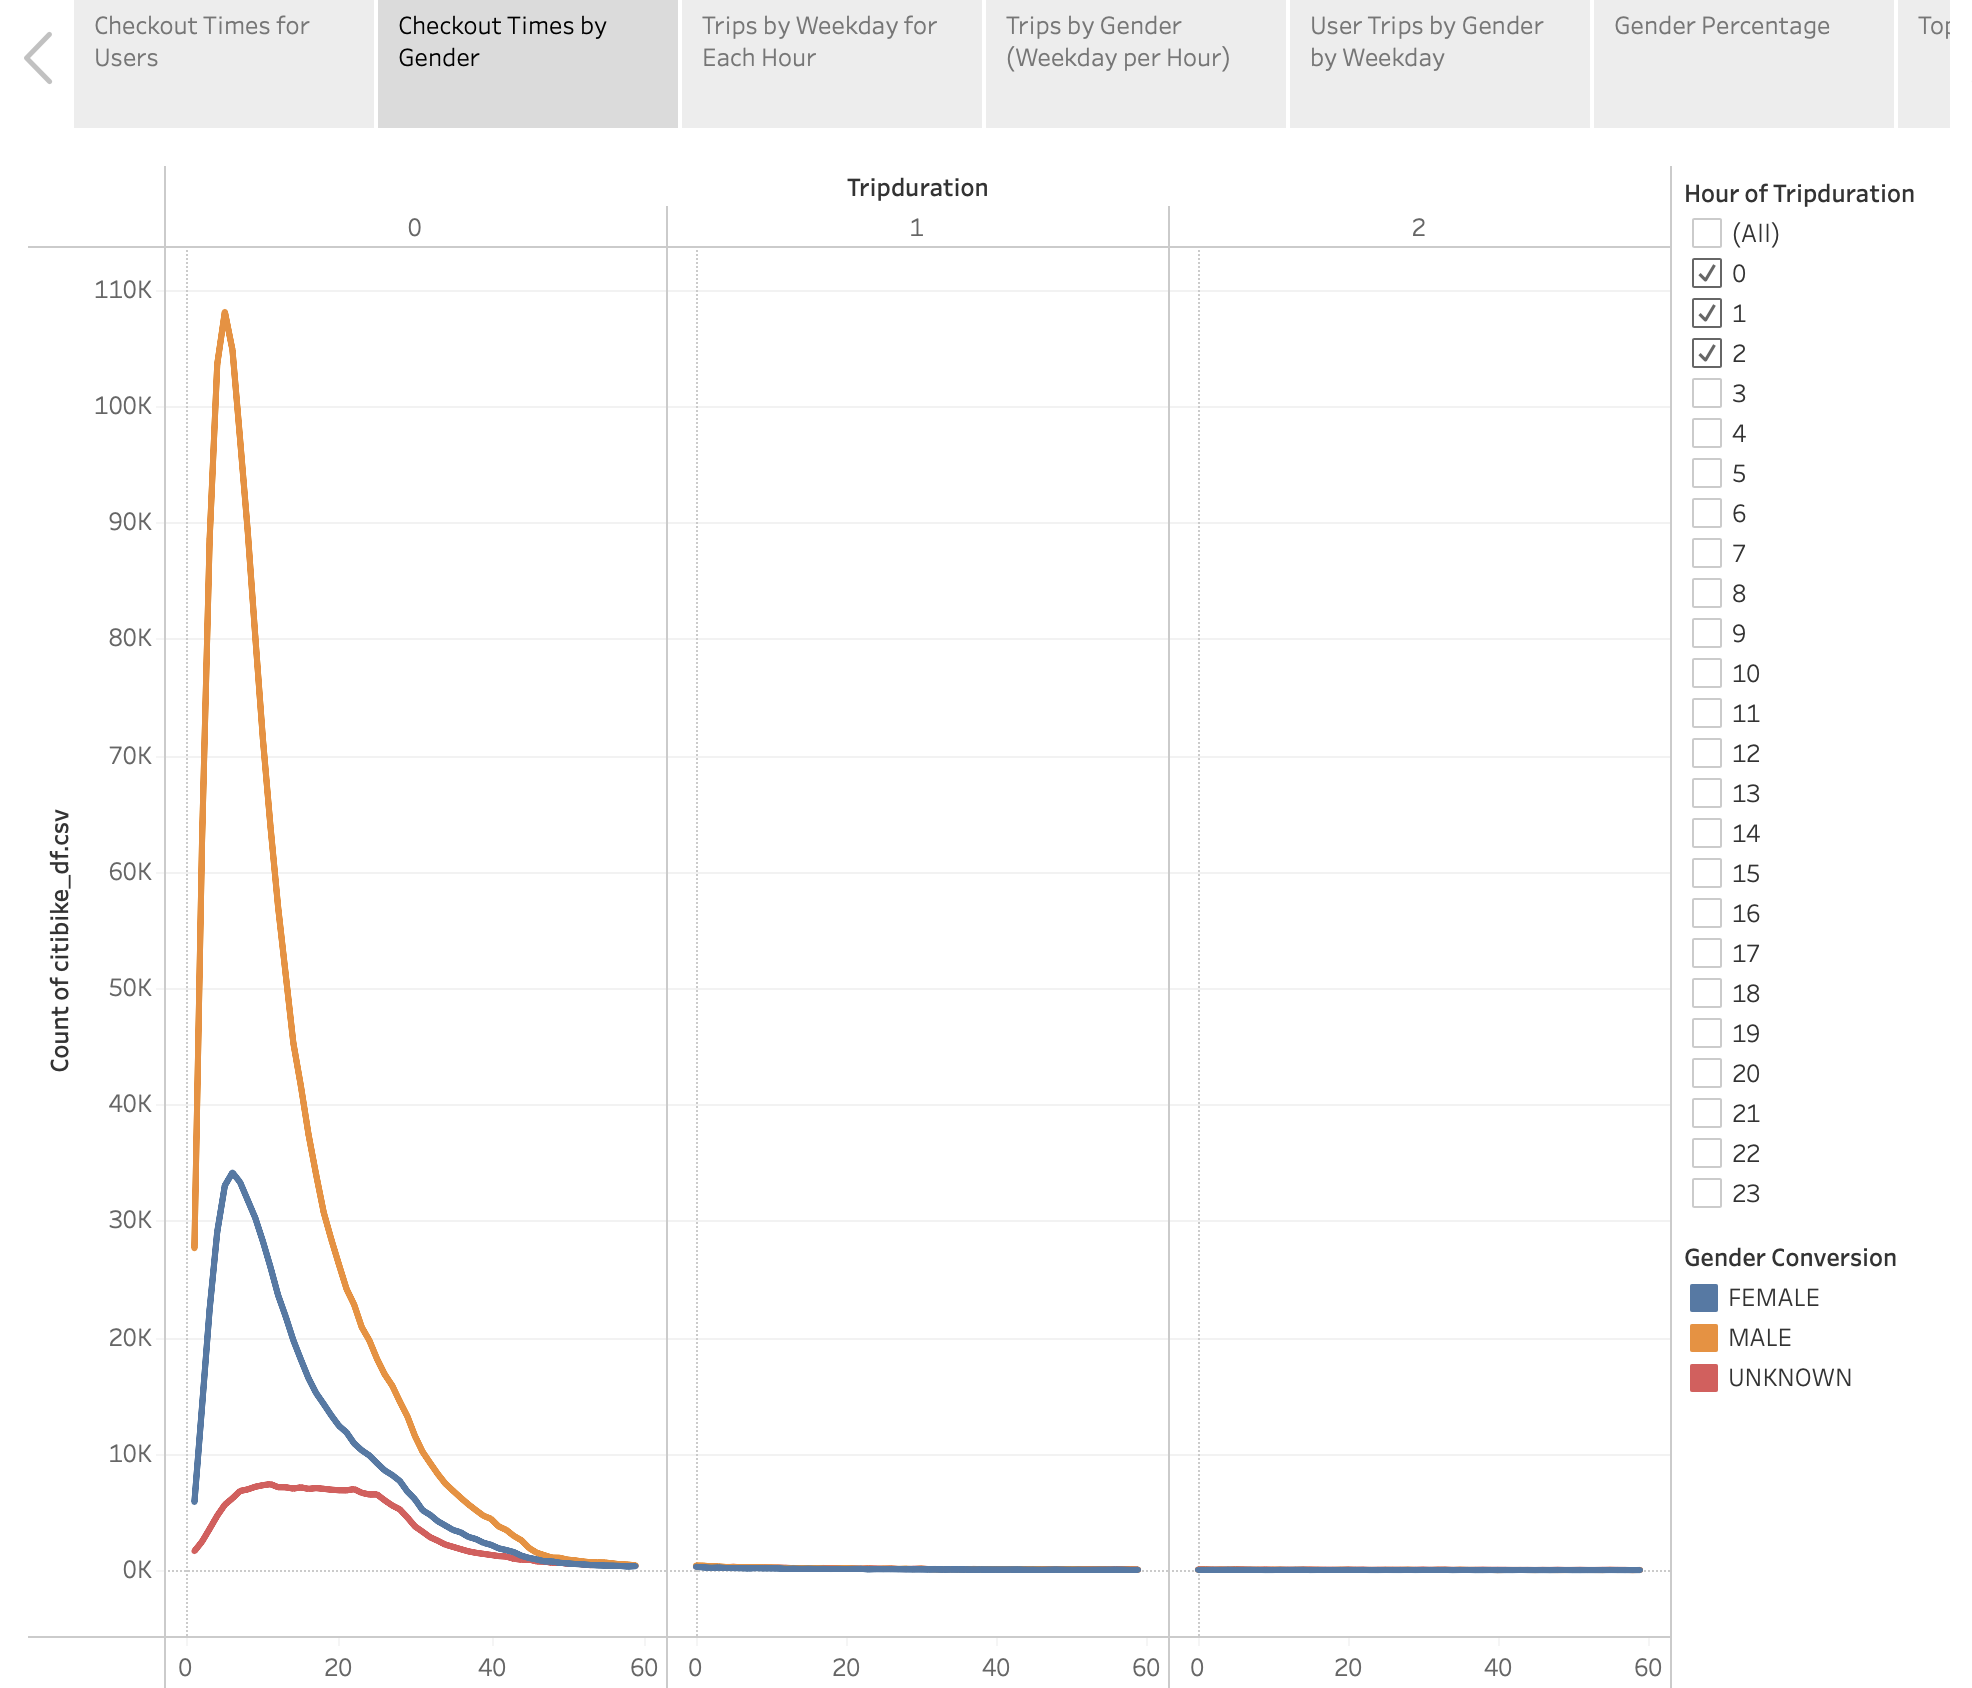 Checkout Times for
Users
Checkout Times by
Gender
Trips by Weekday for
Each Hour
Trips by Gender
(Weekday per Hour)
User Trips by Gender
by Weekday
Gender Percentage
Top
Tripduration
0 1 2
110K
100K
90K
80K
70K
60K
50K
40K
30K
20K
10K
0K
Count of citibike_df.csv
0 20 40 60 0 20 40 60 0 20 40 60
Hour of Tripduration
(All)
0
1
2
3
4
5
6
7
8
9
10
11
12
13
14
15
16
17
18
19
20
21
22
23
Gender Conversion
FEMALE
MALE
UNKNOWN